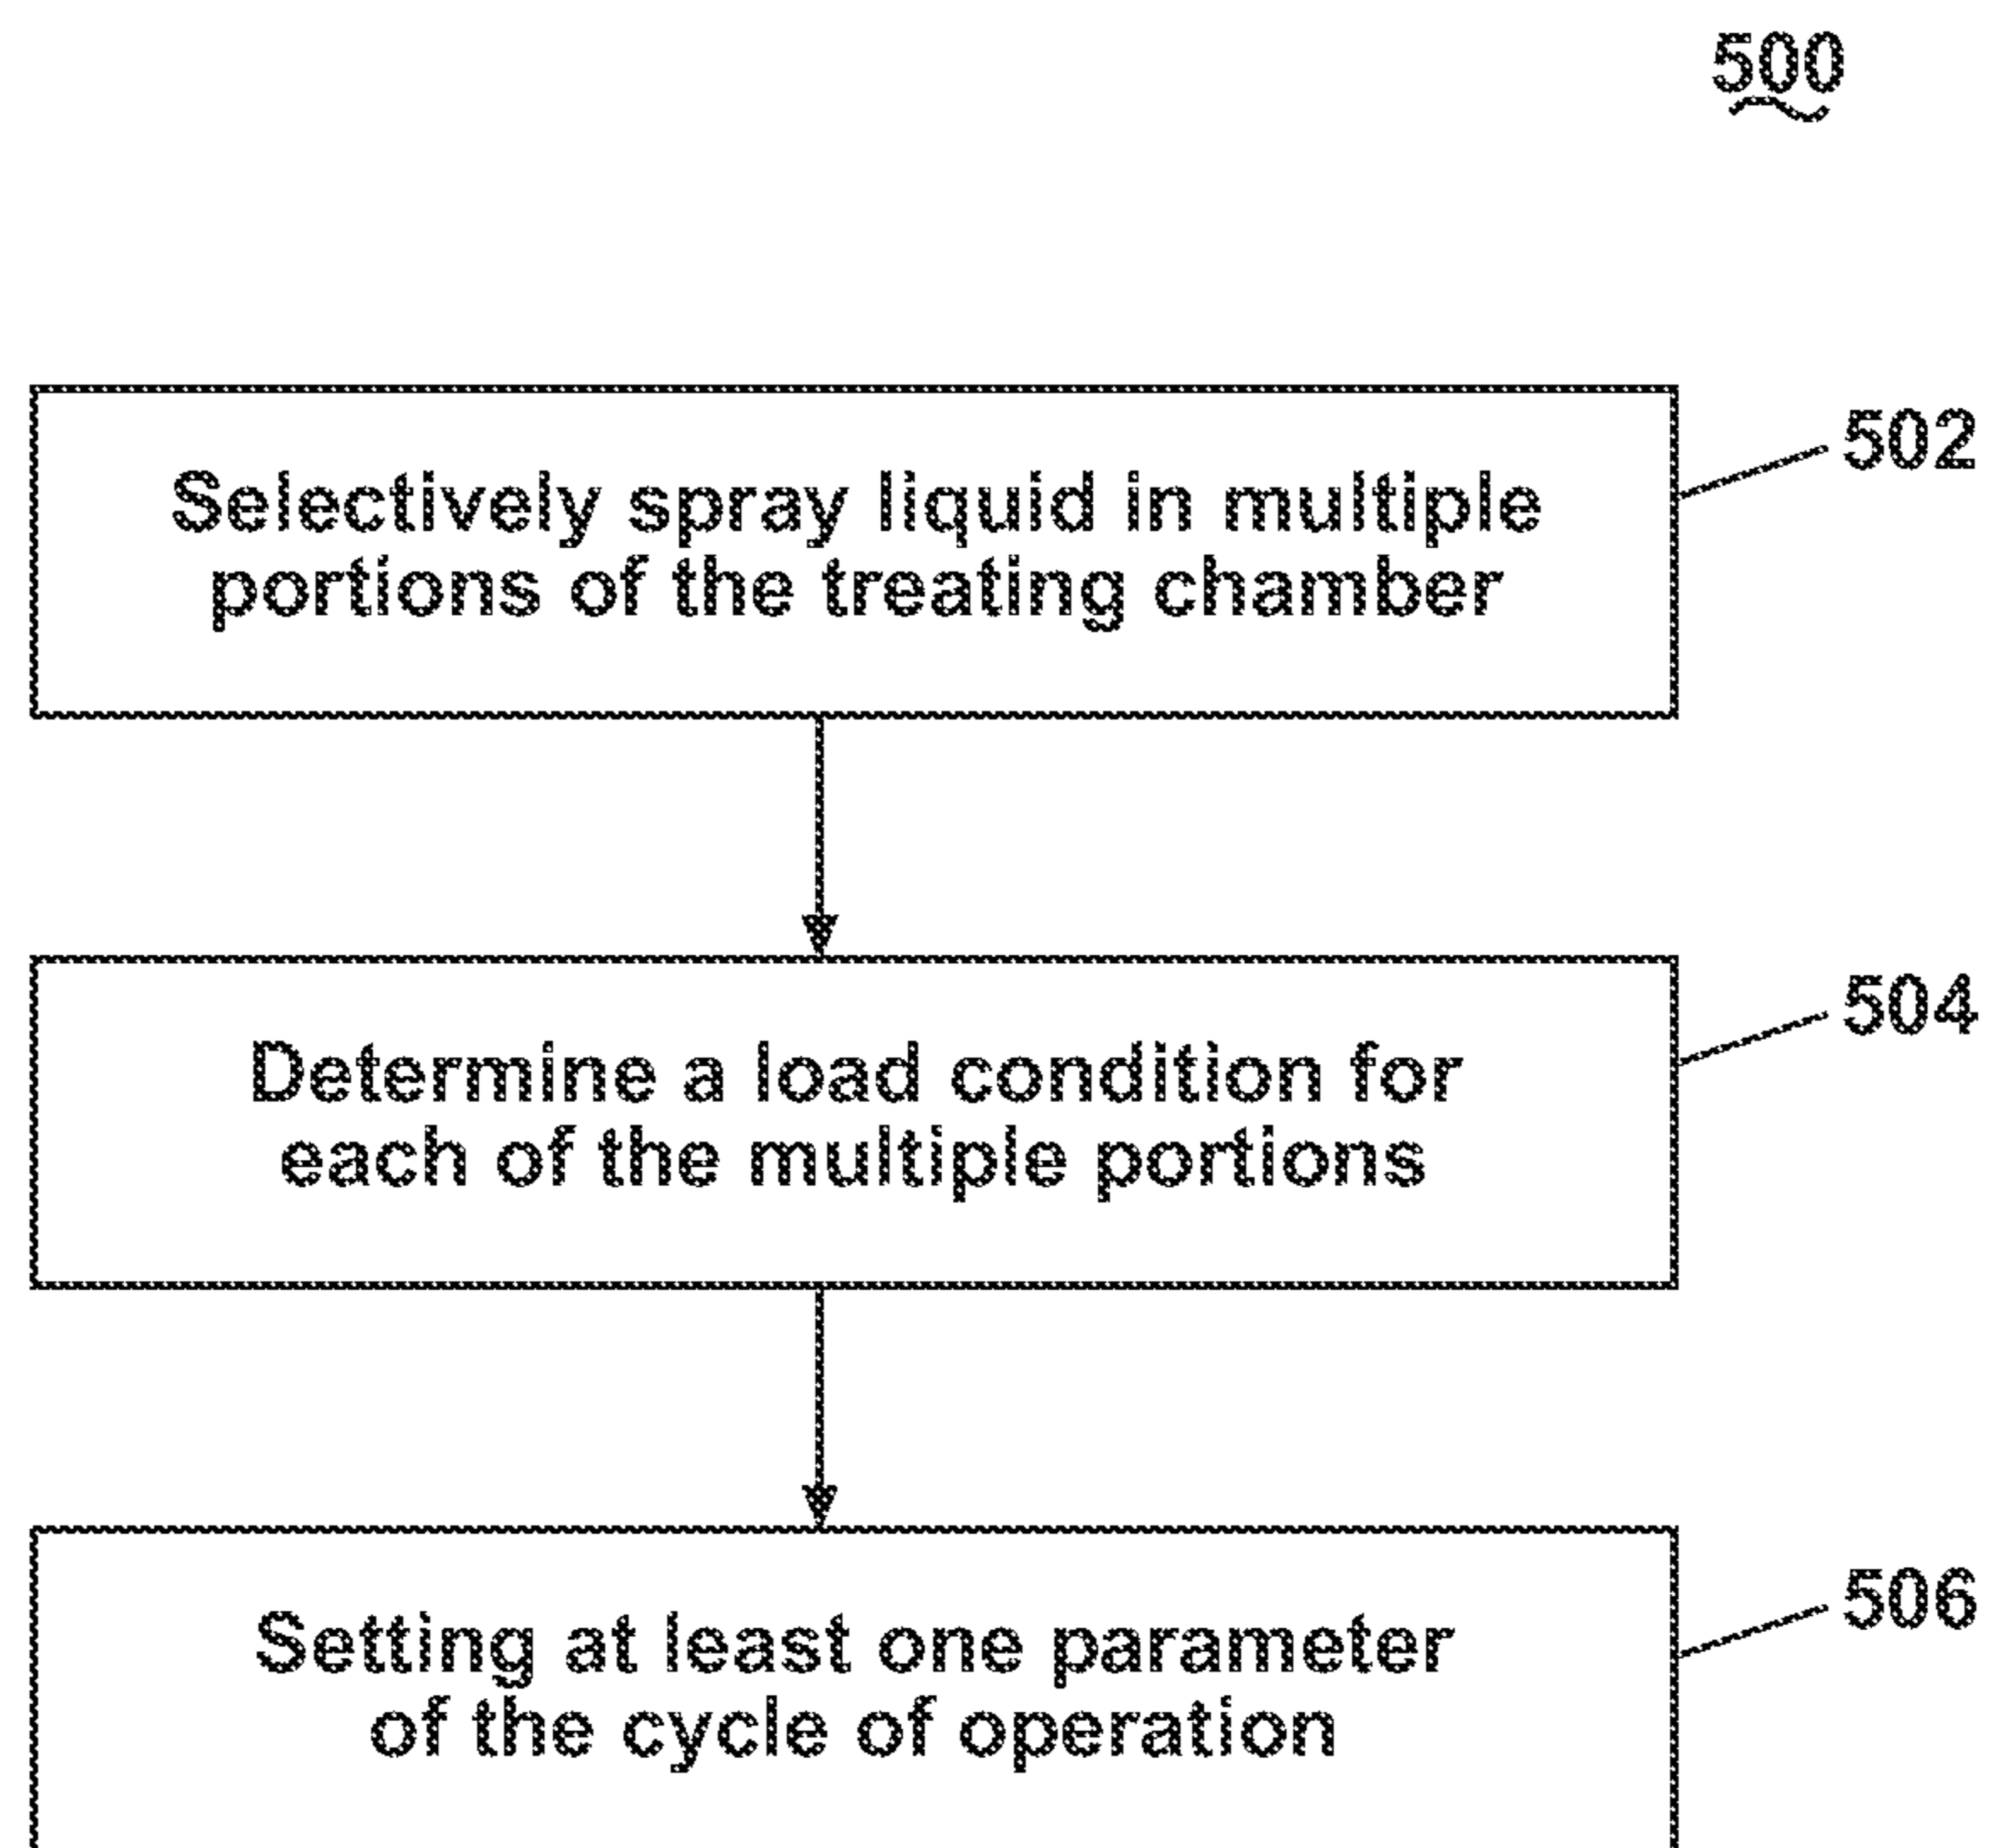 500
Selectively spray liquid in multiple
portions of the treating chamber
502
Determine a load condition for
each of the multiple portions
504
Setting at least one parameter
of the cycle of operation
506